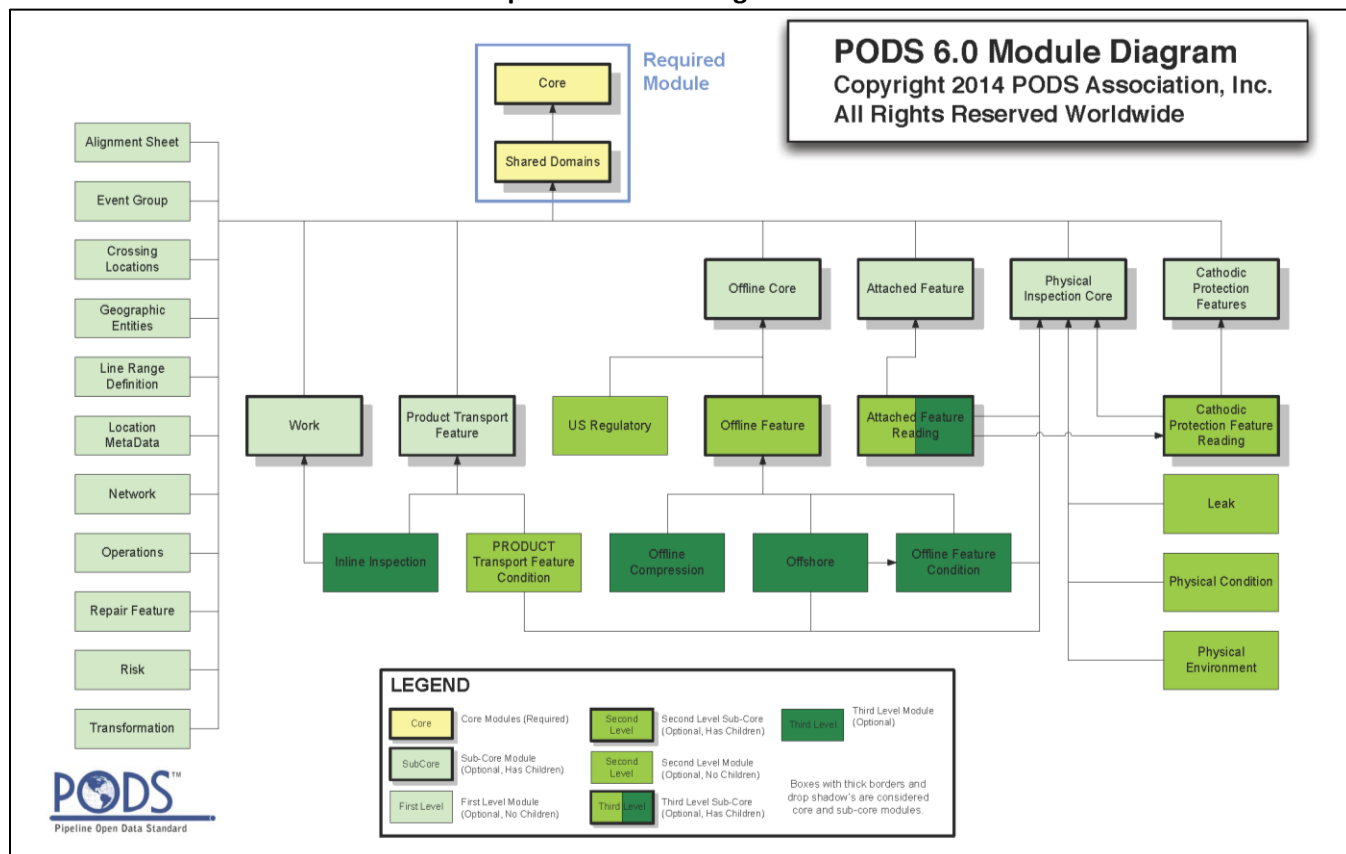 Required
Module
Core
Shared Domains
PODS 6.0 Module Diagram
Copyright 2014 PODS Association, Inc.
All Rights Reserved Worldwide
Alignment Sheet
Event Group
Crossing
Locations
Geographic
Entities
Line Range
Definition
Location
MetaData
Network
Operations
Repair Feature
Risk
Transformation
Offline Core
Attached Feature
Physical
Inspection Core
Cathodic
Protection
Features
Work
Product Transport
Feature
US Regulatory
Offline Feature
Attached Feature
Reading
Cathodic
Protection Feature
Reading
Leak
Inline Inspection
PRODUCT
Transport Feature
Condition
Offline
Compression
Offshore
Offline Feature
Condition
Physical Condition
Physical
Environment
LEGEND
Core
Core Modules (Required)
SubCore
Sub-Core Module
(Optional, Has Children)
First Level
First Level Module
(Optional, No Children)
Second
Level
Second Level Sub-Core
(Optional, Has Children)
Second
Level
Second Level Module
(Optional, No Children)
Third Level
Third Level Sub-Core
(Optional, Has Children)
Third Level
Third Level Module
(Optional)
Boxes with thick borders and
drop shadow's are considered
core and sub-core modules.
PODS™
Pipeline Open Data Standard